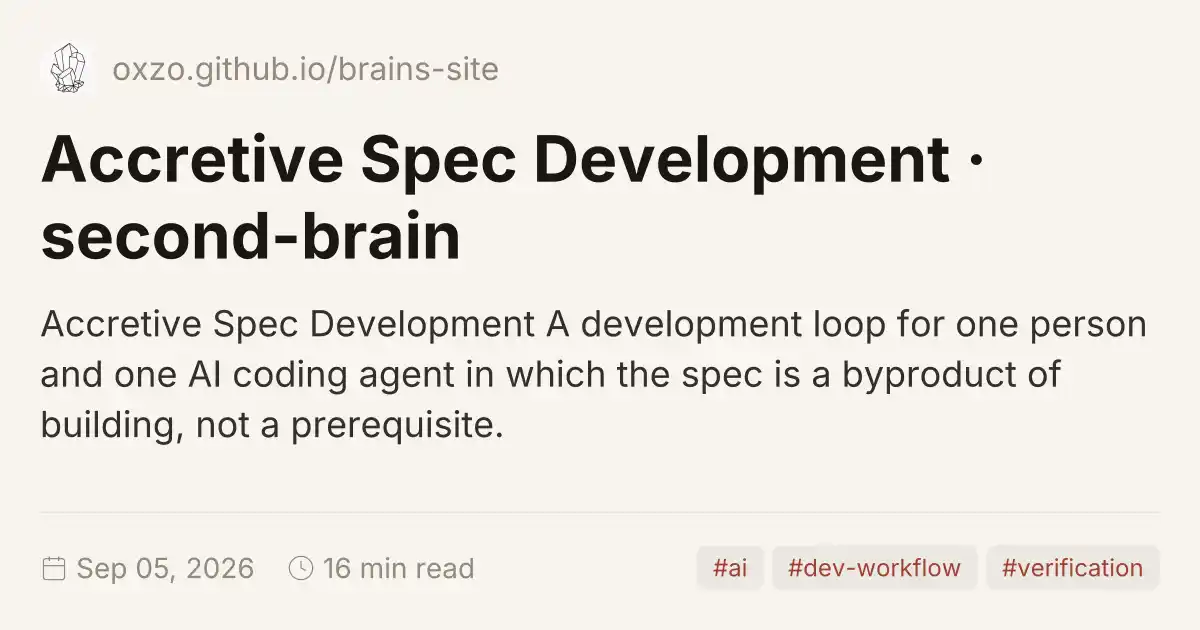 oxzo.github.io/brains-site
Accretive Spec Development ·
second-brain
Accretive Spec Development A development loop for one person
and one AI coding agent in which the spec is a byproduct of
building, not a prerequisite.
Sep 05, 2026
16 min read
#ai
#dev-workflow
#verification